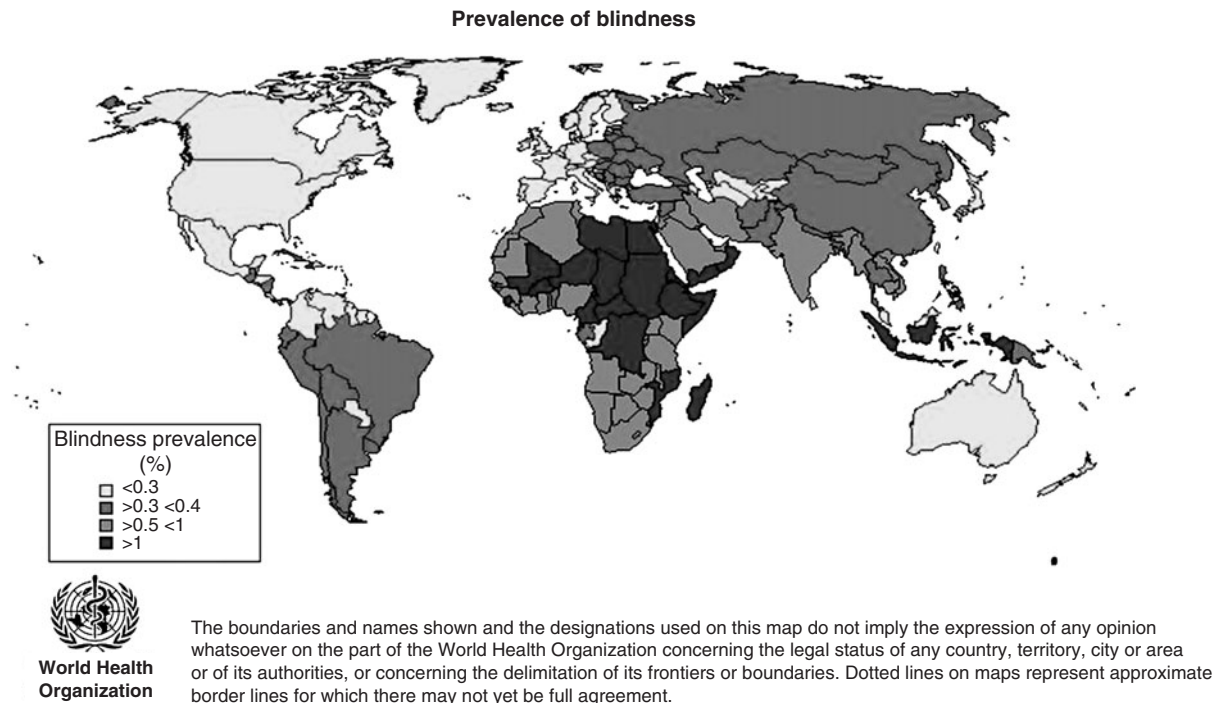 Prevalence of blindness
Blindness prevalence
(%)
<0.3
>0.3 <0.4
>0.5 <1
>1
World Health
Organization
The boundaries and names shown and the designations used on this map do not imply the expression of any opinion
whatsoever on the part of the World Health Organization concerning the legal status of any country, territory, city or area
or of its authorities, or concerning the delimitation of its frontiers or boundaries. Dotted lines on maps represent approximate
border lines for which there may not yet be full agreement.